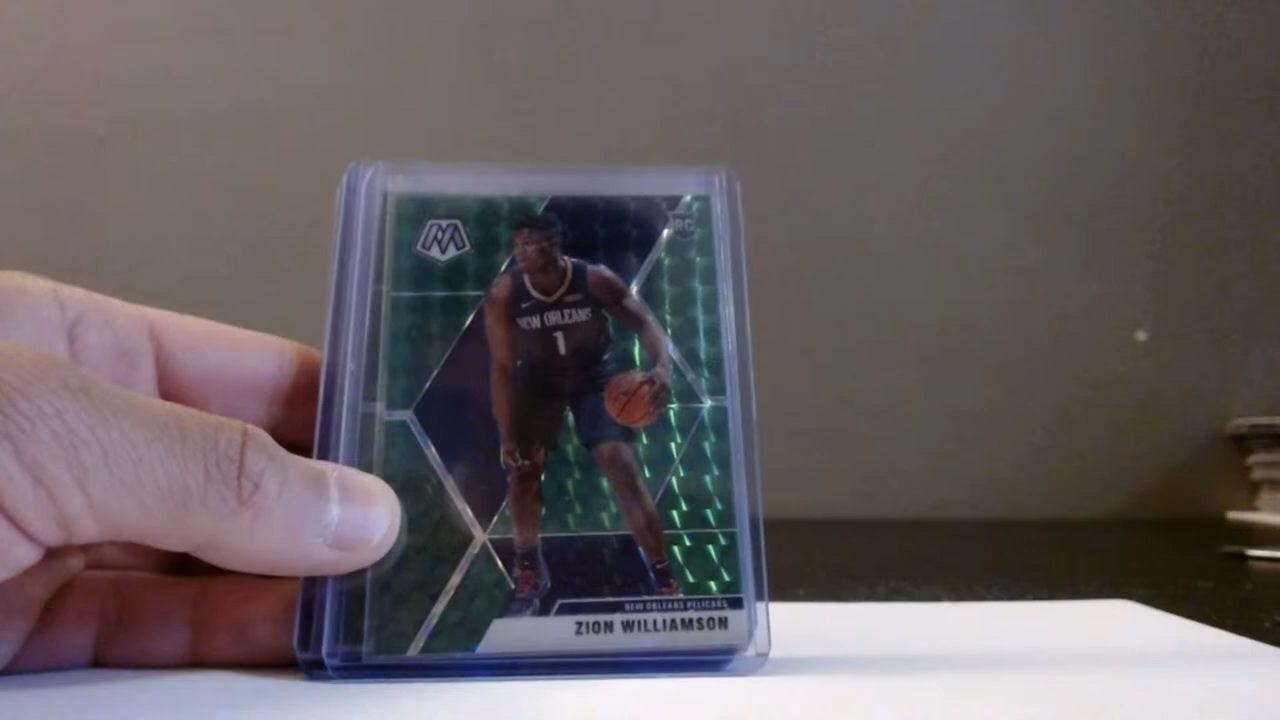 RC
NEW ORLEANS
1
NEW ORLEANS PELICANS
ZION WILLIAMSON